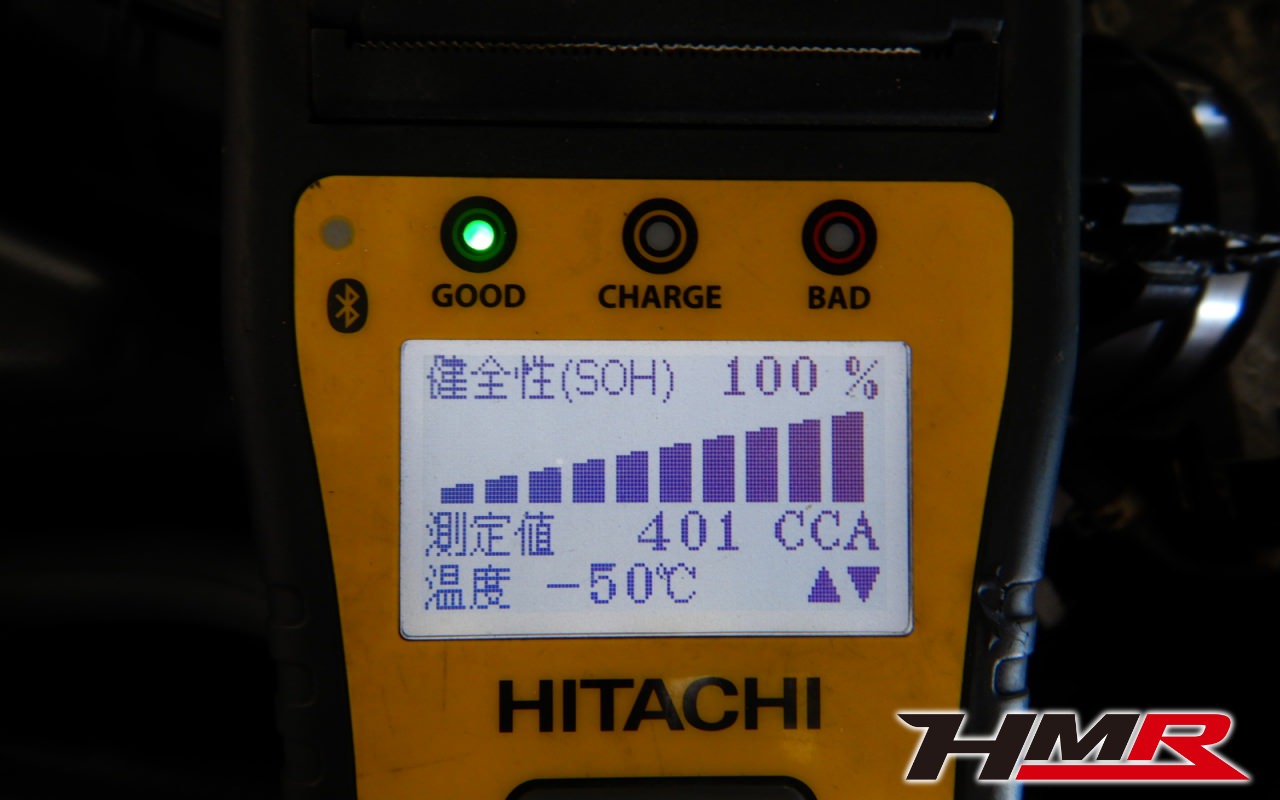 GOOD CHARGE BAD
健全性(SOH) 100 %
測定値 401 CCA
温度 -50℃ ▲▼
HITACHI
HMR